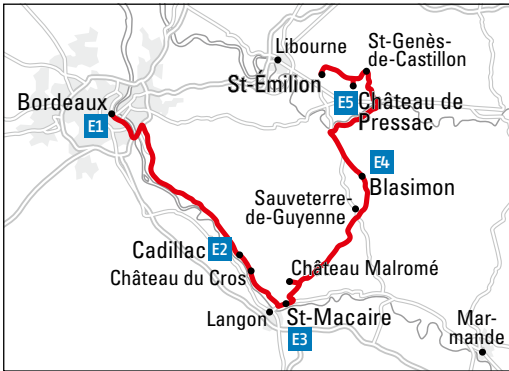 Libourne
St-Genès-
de-Castillon
St-Émilion
Bordeaux
E1
E5
Château de
Pressac
E4
Blasimon
Sauveterre-
de-Guyenne
Cadillac
E2
Château du Cros
Château Malromé
Langon
St-Macaire
E3
Mar-
mande